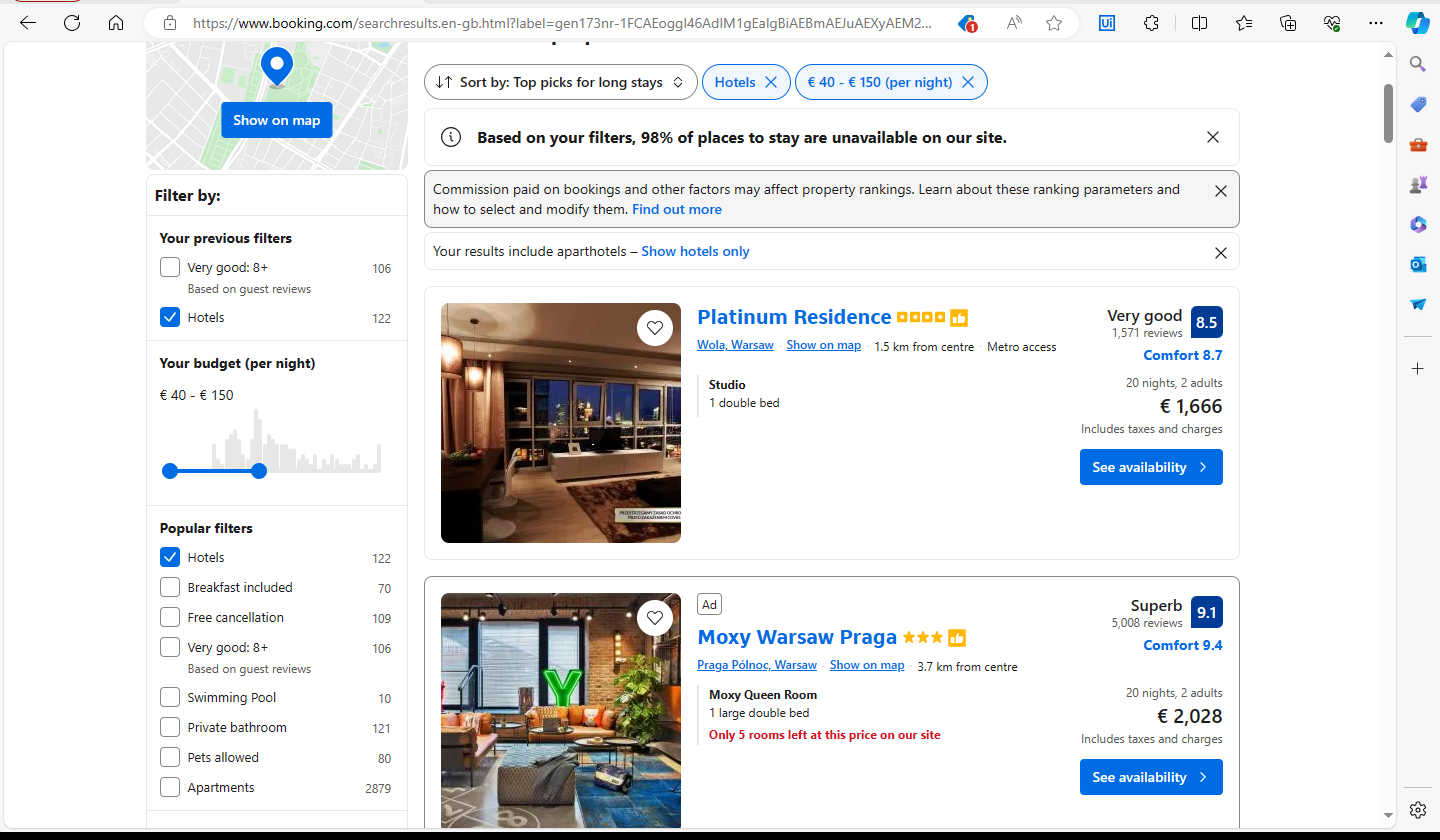 https://www.booking.com/searchresults.en-gb.html?label=gen173nr-1FCAEoggI46AdIM1gEaIgBiAEBmAEJuAEXyAEM2...
1
Show on map
Filter by:
Your previous filters
Very good: 8+ 106
Based on guest reviews
Hotels 122
Your budget (per night)
€ 40 - € 150
Popular filters
Hotels 122
Breakfast included 70
Free cancellation 109
Very good: 8+ 106
Based on guest reviews
Swimming Pool 10
Private bathroom 121
Pets allowed 80
Apartments 2879
Sort by: Top picks for long stays
Hotels
€ 40 - € 150 (per night)
Based on your filters, 98% of places to stay are unavailable on our site.
Commission paid on bookings and other factors may affect property rankings. Learn about these ranking parameters and
how to select and modify them. Find out more
Your results include aparthotels – Show hotels only
Platinum Residence
Wola, Warsaw · Show on map · 1.5 km from centre · Metro access
Studio
1 double bed
Very good 8.5
1,571 reviews
Comfort 8.7
20 nights, 2 adults
€ 1,666
Includes taxes and charges
See availability
Ad
Moxy Warsaw Praga
Praga Północ, Warsaw · Show on map · 3.7 km from centre
Moxy Queen Room
1 large double bed
Only 5 rooms left at this price on our site
Superb 9.1
5,008 reviews
Comfort 9.4
20 nights, 2 adults
€ 2,028
Includes taxes and charges
See availability
Y
Ui